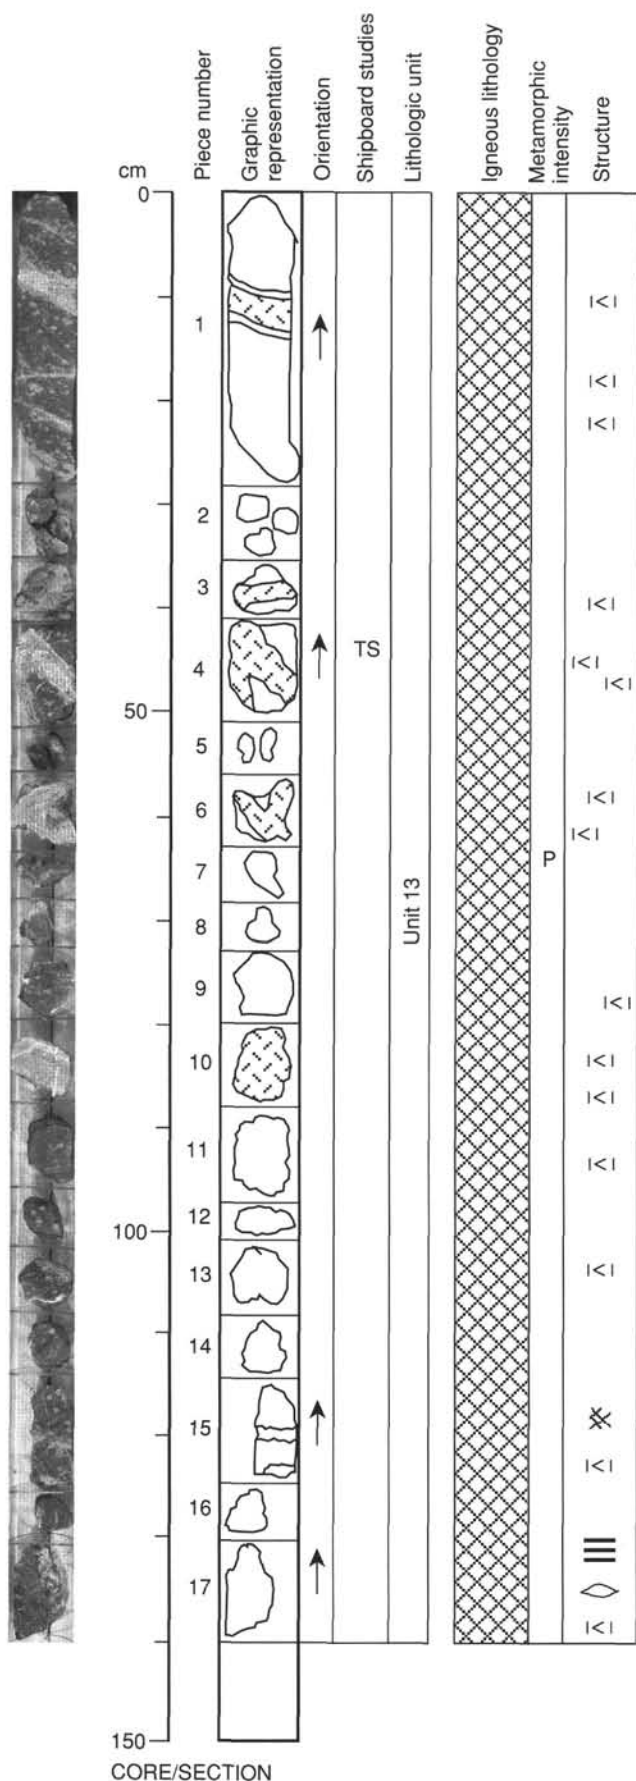 cm
Piece number
Graphic representation
Orientation
Shipboard studies
Lithologic unit
Igneous lithology
Metamorphic intensity
Structure
0
1
2
3
4
TS
50
5
6
P
7
Unit 13
8
9
10
11
12
100
13
14
15
16
17
150
CORE/SECTION